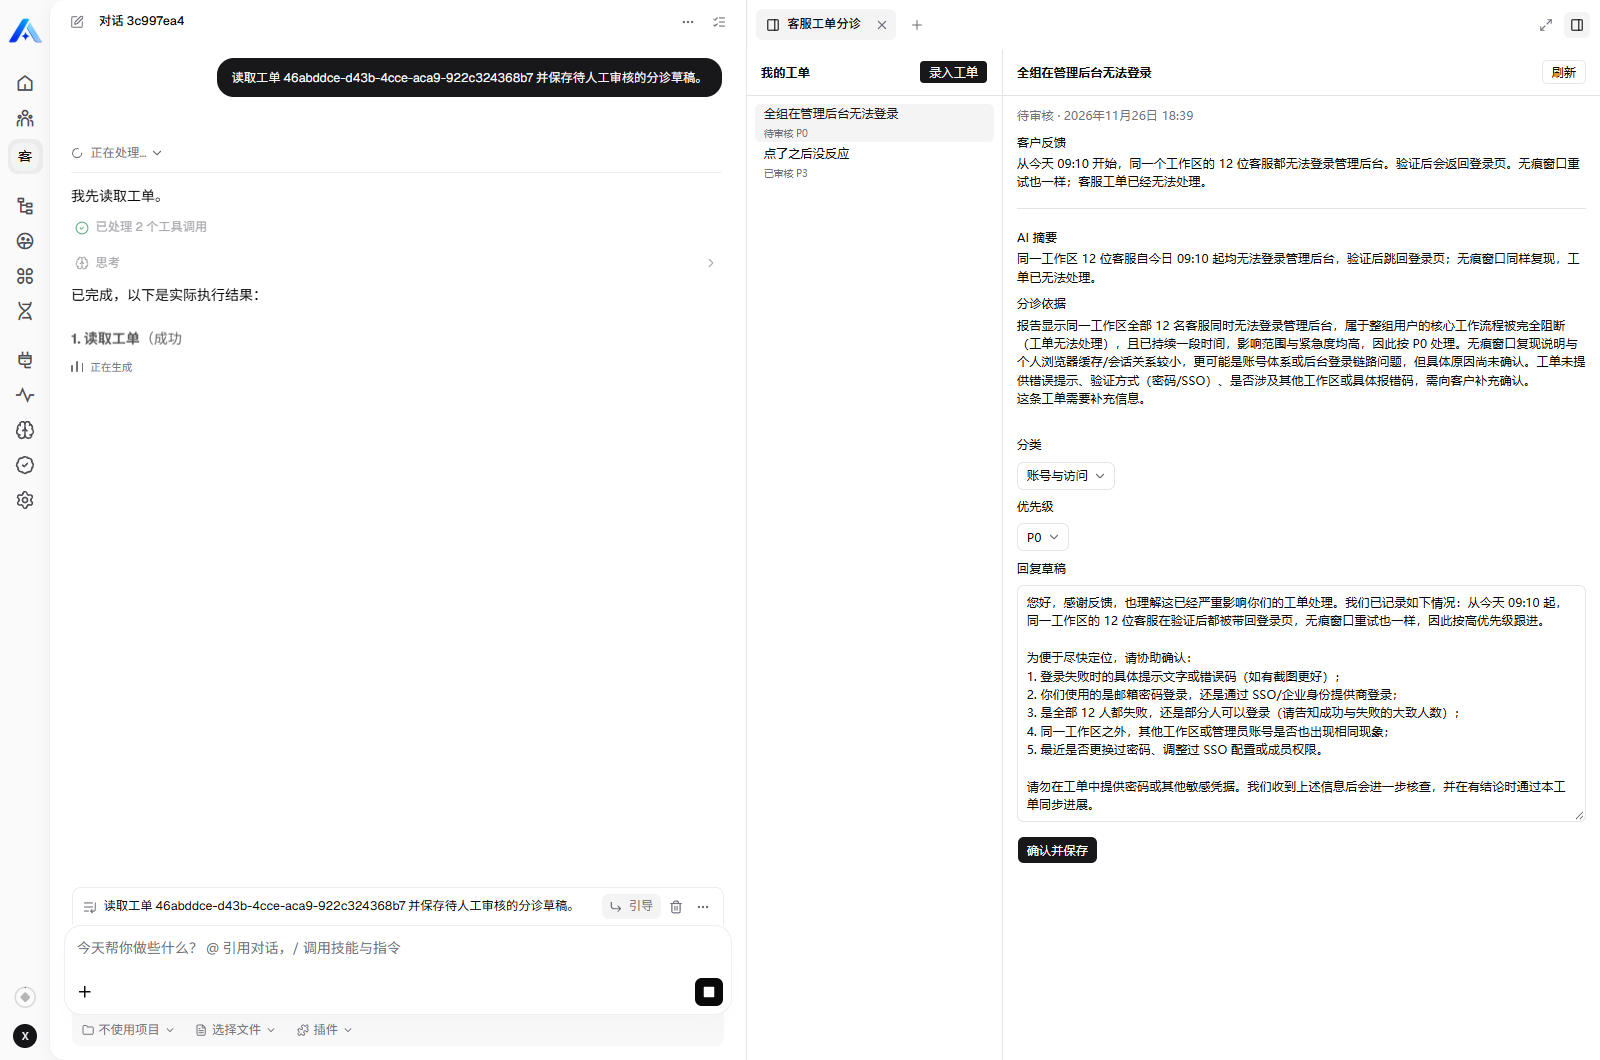 对话 3c997ea4
读取工单 46abddce-d43b-4cce-aca9-922c324368b7 并保存待人工审核的分诊草稿。
客
正在处理...
我先读取工单。
已处理 2 个工具调用
思考
已完成，以下是实际执行结果：
1. 读取工单（成功
正在生成
读取工单 46abddce-d43b-4cce-aca9-922c324368b7 并保存待人工审核的分诊草稿。
引导
今天帮你做些什么？ @ 引用对话， / 调用技能与指令
不使用项目
选择文件
插件
X
客服工单分诊
我的工单
录入工单
全组在管理后台无法登录
待审核 P0
点了之后没反应
已审核 P3
全组在管理后台无法登录
刷新
待审核 · 2026年11月26日 18:39
客户反馈
从今天 09:10 开始，同一个工作区的 12 位客服都无法登录管理后台。验证后会返回登录页。无痕窗口重
试也一样；客服工单已经无法处理。
AI 摘要
同一工作区 12 位客服自今日 09:10 起均无法登录管理后台，验证后跳回登录页；无痕窗口同样复现，工
单已无法处理。
分诊依据
报告显示同一工作区全部 12 名客服同时无法登录管理后台，属于整组用户的核心工作流程被完全阻断
（工单无法处理），且已持续一段时间，影响范围与紧急度均高，因此按 P0 处理。无痕窗口复现说明与
个人浏览器缓存/会话关系较小，更可能是账号体系或后台登录链路问题，但具体原因尚未确认。工单未提
供错误提示、验证方式（密码/SSO）、是否涉及其他工作区或具体报错码，需向客户补充确认。
这条工单需要补充信息。
分类
账号与访问
优先级
P0
回复草稿
您好，感谢反馈，也理解这已经严重影响你们的工单处理。我们已记录如下情况：从今天 09:10 起，
同一工作区的 12 位客服在验证后都被带回登录页，无痕窗口重试也一样，因此按高优先级跟进。
为便于尽快定位，请协助确认：
1. 登录失败时的具体提示文字或错误码（如有截图更好）；
2. 你们使用的是邮箱密码登录，还是通过 SSO/企业身份提供商登录；
3. 是全部 12 人都失败，还是部分人可以登录（请告知成功与失败的大致人数）；
4. 同一工作区之外，其他工作区或管理员账号是否也出现相同现象；
5. 最近是否更换过密码、调整过 SSO 配置或成员权限。
请勿在工单中提供密码或其他敏感凭据。我们收到上述信息后会进一步核查，并在有结论时通过本工
单同步进展。
确认并保存